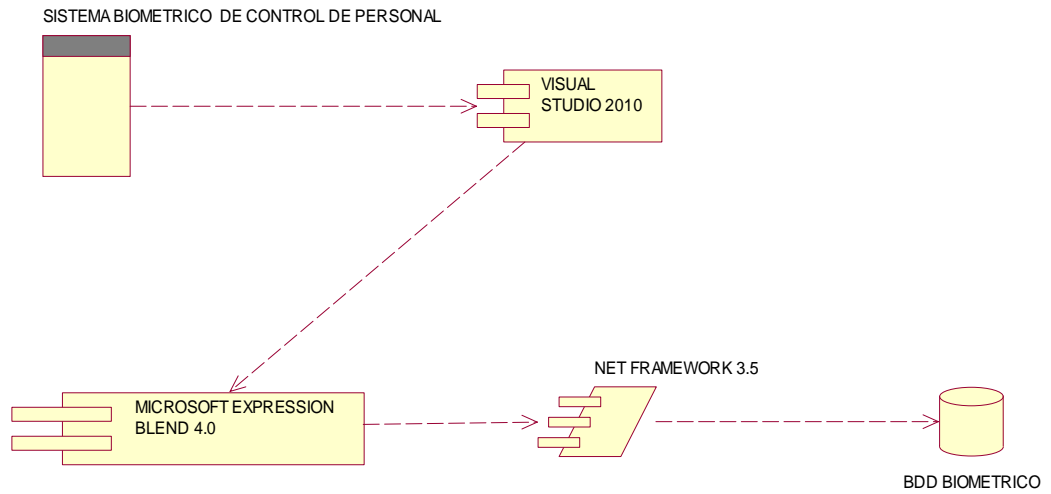 SISTEMA BIOMETRICO DE CONTROL DE PERSONAL
VISUAL
STUDIO 2010
NET FRAMEWORK 3.5
MICROSOFT EXPRESSION
BLEND 4.0
BDD BIOMETRICO